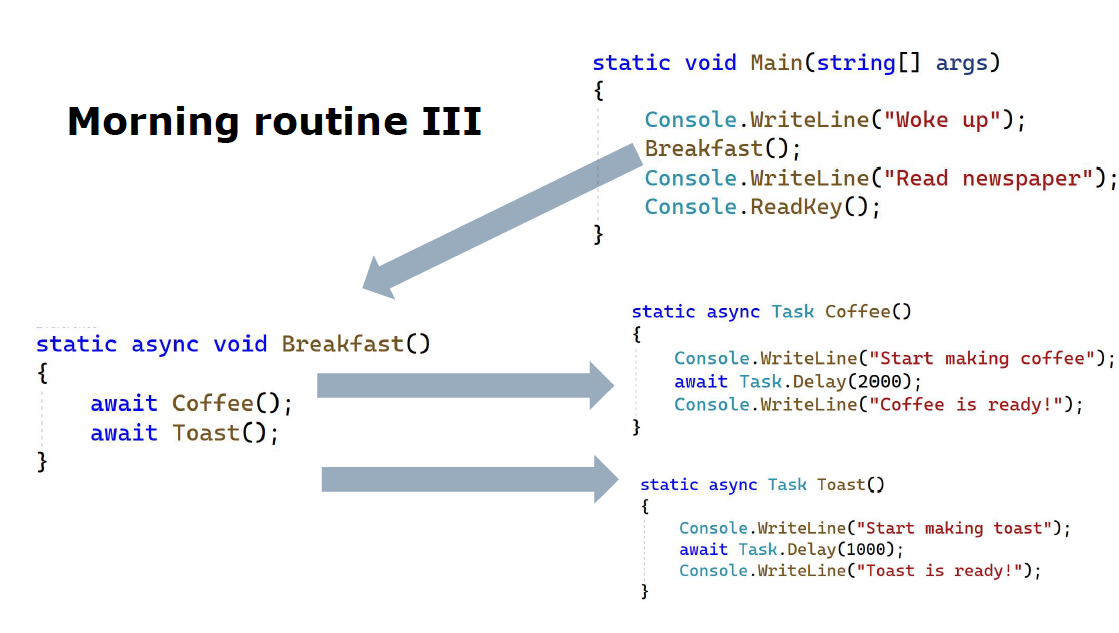 Morning routine III
static void Main(string[] args)
{
Console.WriteLine("Woke up");
Breakfast();
Console.WriteLine("Read newspaper");
Console.ReadKey();
}
static async void Breakfast()
{
await Coffee();
await Toast();
}
static async Task Coffee()
{
Console.WriteLine("Start making coffee");
await Task.Delay(2000);
Console.WriteLine("Coffee is ready!");
}
static async Task Toast()
{
Console.WriteLine("Start making toast");
await Task.Delay(1000);
Console.WriteLine("Toast is ready!");
}